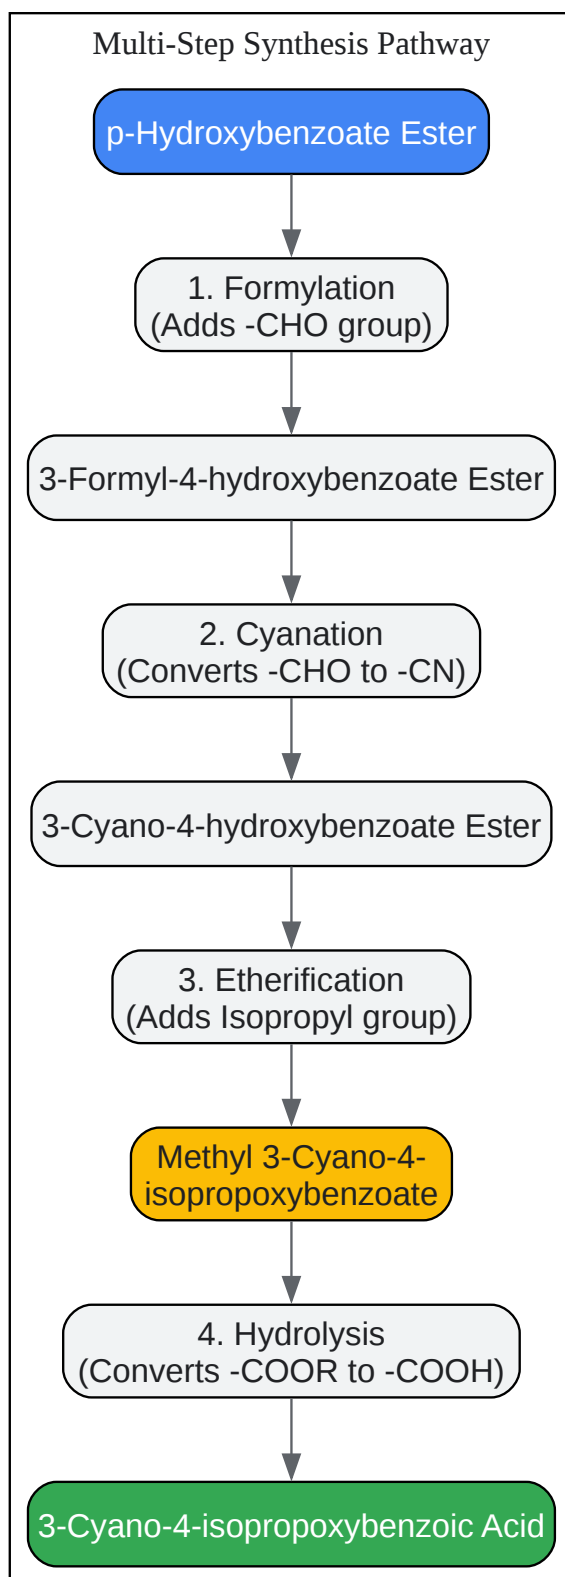 Multi-Step Synthesis Pathway
p-Hydroxybenzoate Ester
1. Formylation
(Adds -CHO group)
3-Formyl-4-hydroxybenzoate Ester
2. Cyanation
(Converts -CHO to -CN)
3-Cyano-4-hydroxybenzoate Ester
3. Etherification
(Adds Isopropyl group)
Methyl 3-Cyano-4-
isopropoxybenzoate
4. Hydrolysis
(Converts -COOR to -COOH)
3-Cyano-4-isopropoxybenzoic Acid